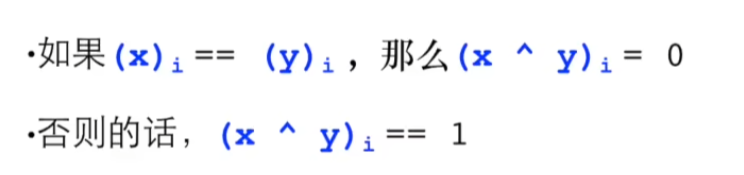 ·如果(x)i == (y)i，那么(x ^ y)i = 0
·否则的话，(x ^ y)i == 1